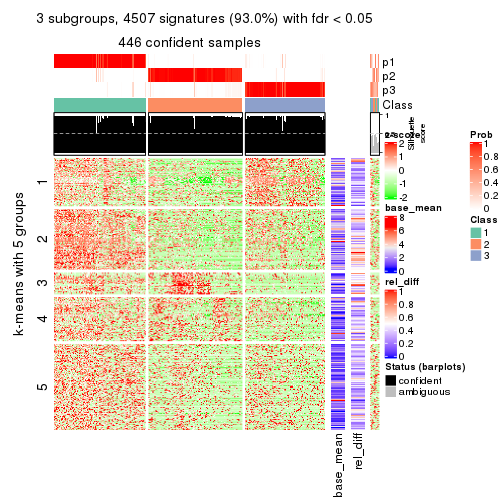 3 subgroups, 4507 signatures (93.0%) with fdr < 0.05
446 confident samples
p1
p2
p3
Class
1
Silhouette
score
k-means with 5 groups
1
2
3
4
5
base_mean
rel_diff
z-score
2
1
0
-1
-2
base_mean
8
6
4
2
0
rel_diff
1
0.8
0.6
0.4
0.2
0
Status (barplots)
confident
ambiguous
Prob
1
0.8
0.6
0.4
0.2
0
Class
1
2
3